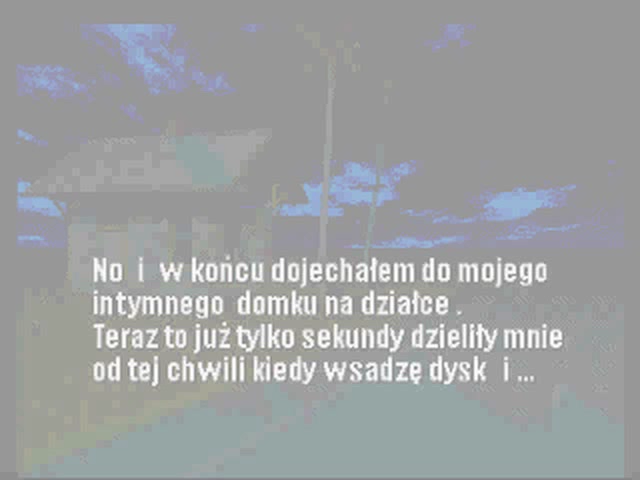 No i w końcu dojechałem do mojego
intymnego domku na działce .
Teraz to już tylko sekundy dzieliły mnie
od tej chwili kiedy wsadzę dysk i ...